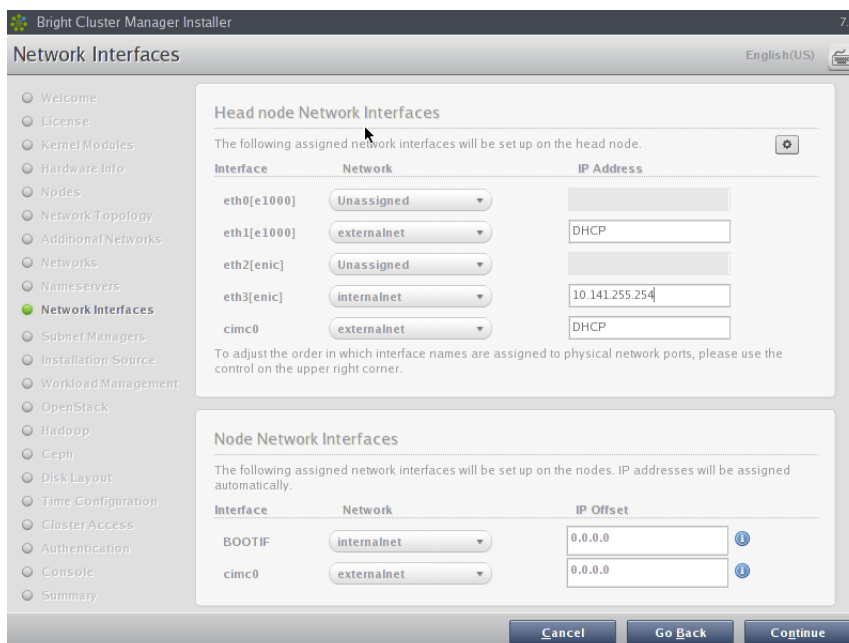 Bright Cluster Manager Installer 7.
Network Interfaces English(US)
Welcome
License
Kernel Modules
Hardware Info
Nodes
Network Topology
Additional Networks
Networks
Nameservers
Network Interfaces
Subnet Managers
Installation Source
Workload Management
OpenStack
Hadoop
Ceph
Disk Layout
Time Configuration
Cluster Access
Authentication
Console
Summary
Head node Network Interfaces
The following assigned network interfaces will be set up on the head node.
Interface Network IP Address
eth0[e1000] Unassigned
eth1[e1000] externalnet DHCP
eth2[enic] Unassigned
eth3[enic] internalnet 10.141.255.254
cimc0 externalnet DHCP
To adjust the order in which interface names are assigned to physical network ports, please use the
control on the upper right corner.
Node Network Interfaces
The following assigned network interfaces will be set up on the nodes. IP addresses will be assigned
automatically.
Interface Network IP Offset
BOOTIF internalnet 0.0.0.0
cimc0 externalnet 0.0.0.0
Cancel Go Back Continue